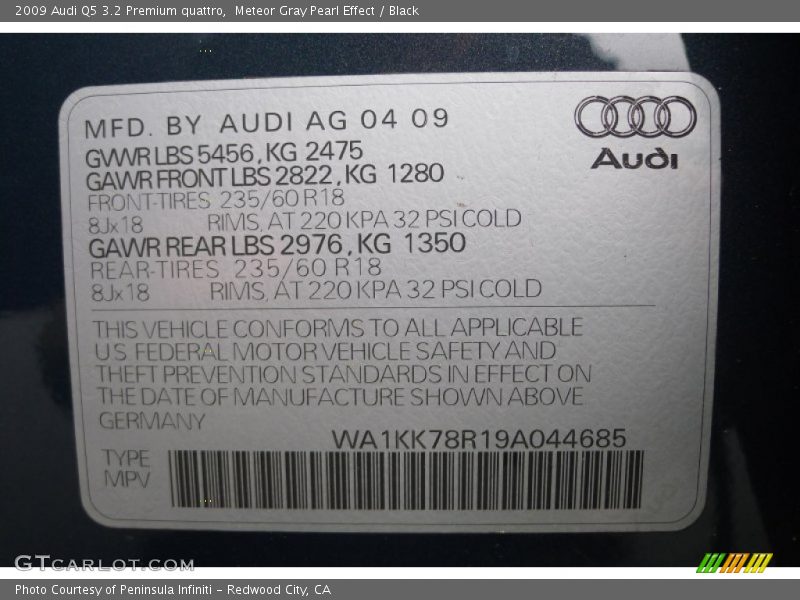 2009 Audi Q5 3.2 Premium quattro,  Meteor Gray Pearl Effect / Black
MFD. BY AUDI AG 04 09
Audi
GVWR LBS 5456, KG 2475
GAWR FRONT LBS 2822, KG 1280
FRONT-TIRES 235/60 R18
8Jx18 RIMS, AT 220 KPA 32 PSI COLD
GAWR REAR LBS 2976, KG 1350
REAR-TIRES 235/60 R18
8Jx18 RIMS, AT 220 KPA 32 PSI COLD
THIS VEHICLE CONFORMS TO ALL APPLICABLE
U.S FEDERAL MOTOR VEHICLE SAFETY AND
THEFT PREVENTION STANDARDS IN EFFECT ON
THE DATE OF MANUFACTURE SHOWN ABOVE
GERMANY
WA1KK78R19A044685
TYPE
MPV
GTCARLOT.COM
Photo Courtesy of Peninsula Infiniti - Redwood City, CA